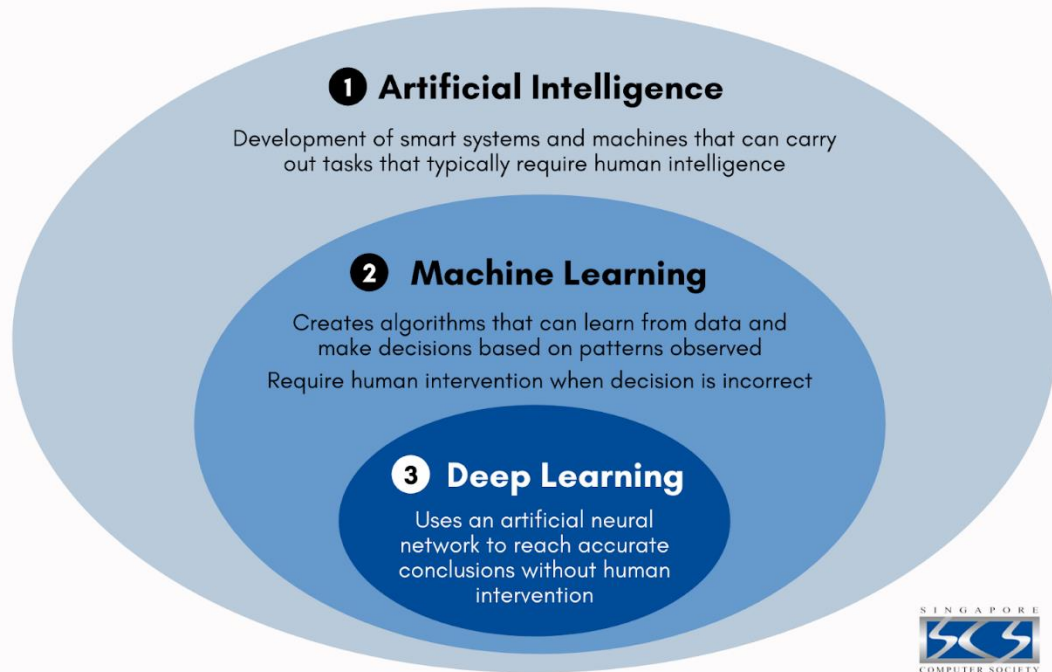 1 Artificial Intelligence
Development of smart systems and machines that can carry
out tasks that typically require human intelligence
2 Machine Learning
Creates algorithms that can learn from data and
make decisions based on patterns observed
Require human intervention when decision is incorrect
3 Deep Learning
Uses an artificial neural
network to reach accurate
conclusions without human
intervention
SINGAPORE
SCS
COMPUTER SOCIETY